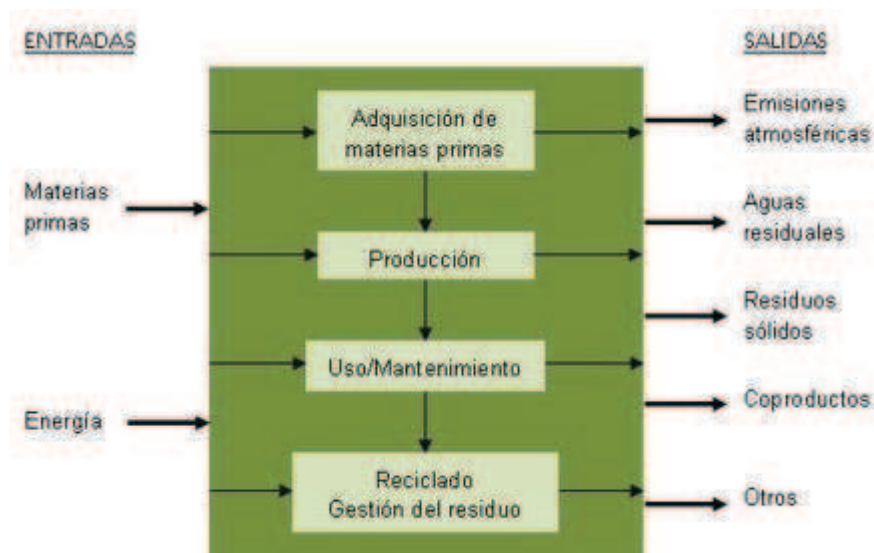 ENTRADAS
Materias
primas
Energía
Adquisición de
materias primas
Producción
Uso/Mantenimiento
Reciclado
Gestión del residuo
SALIDAS
Emisiones
atmosféricas
Aguas
residuales
Residuos
sólidos
Coproductos
Otros